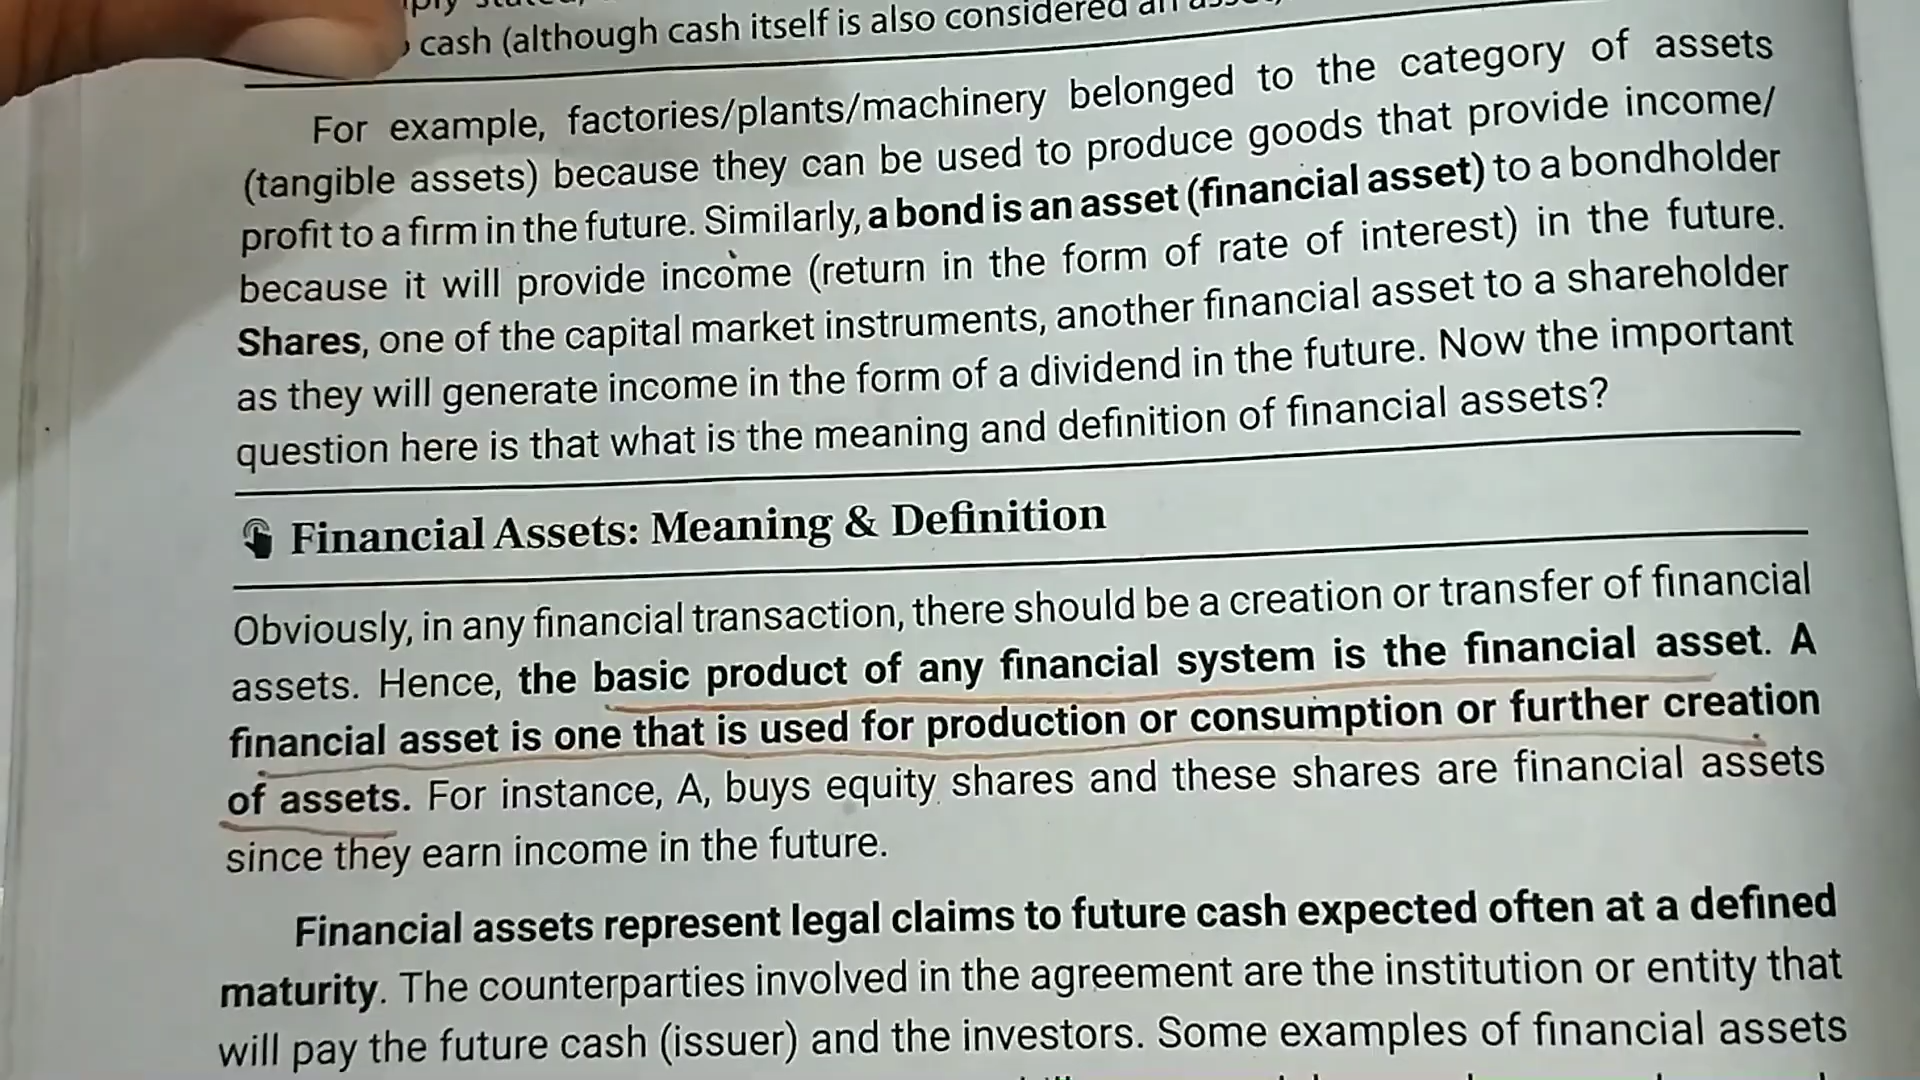 cash (although cash itself is also considered an
For example, factories/plants/machinery belonged to the category of assets
(tangible assets) because they can be used to produce goods that provide income/
profit to a firm in the future. Similarly, a bond is an asset (financial asset) to a bondholder
because it will provide income (return in the form of rate of interest) in the future.
Shares, one of the capital market instruments, another financial asset to a shareholder
as they will generate income in the form of a dividend in the future. Now the important
question here is that what is the meaning and definition of financial assets?
Financial Assets: Meaning & Definition
Obviously, in any financial transaction, there should be a creation or transfer of financial
assets. Hence, the basic product of any financial system is the financial asset. A
financial asset is one that is used for production or consumption or further creation
of assets. For instance, A, buys equity shares and these shares are financial assets
since they earn income in the future.
Financial assets represent legal claims to future cash expected often at a defined
maturity. The counterparties involved in the agreement are the institution or entity that
will pay the future cash (issuer) and the investors. Some examples of financial assets